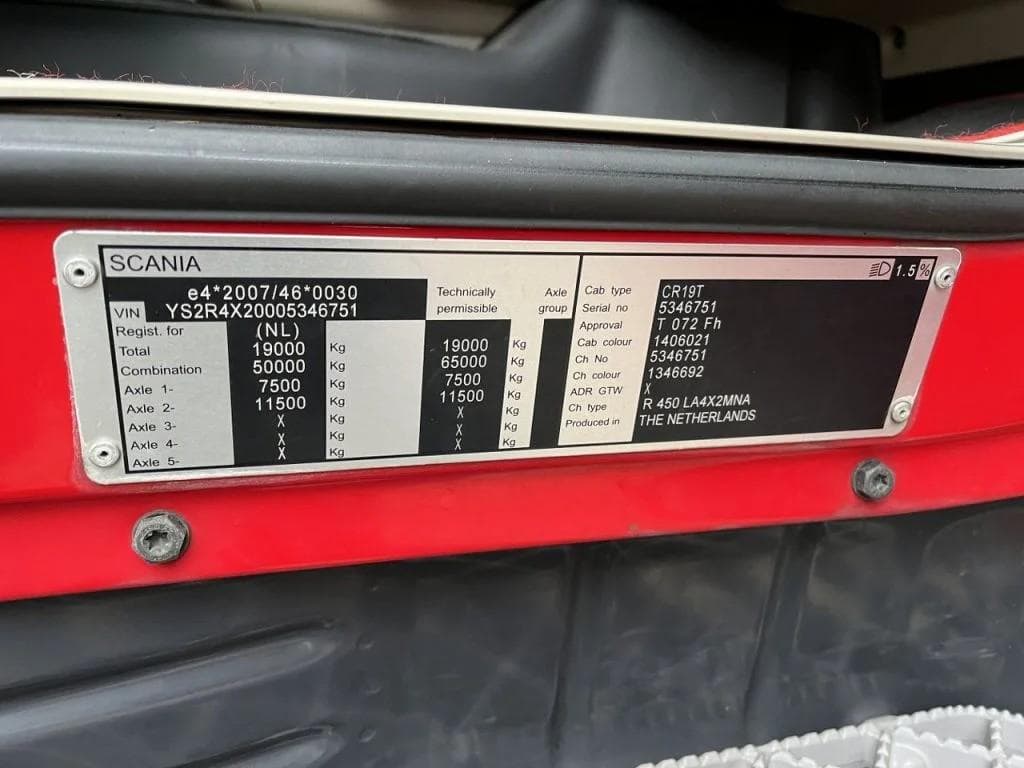 SCANIA
e4*2007/46*0030
VIN YS2R4X20005346751
Technically permissible Axle group
Regist. for (NL)
Total 19000 Kg 19000 Kg
Combination 50000 Kg 65000 Kg
Axle 1- 7500 Kg 7500 Kg
Axle 2- 11500 Kg 11500 Kg
Axle 3- X Kg X Kg
Axle 4- X Kg X Kg
Axle 5- X Kg X Kg
1.5 %
Cab type CR19T
Serial no 5346751
Approval T 072 Fh
Cab colour 1406021
Ch No 5346751
Ch colour 1346692
ADR GTW X
Ch type R 450 LA4X2MNA
Produced in THE NETHERLANDS